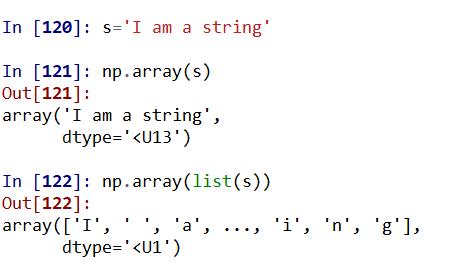 In [120]: s='I am a string'
In [121]: np.array(s)
Out[121]:
array('I am a string',
      dtype='<U13')
In [122]: np.array(list(s))
Out[122]:
array(['I', ' ', 'a', ..., 'i', 'n', 'g'],
      dtype='<U1')